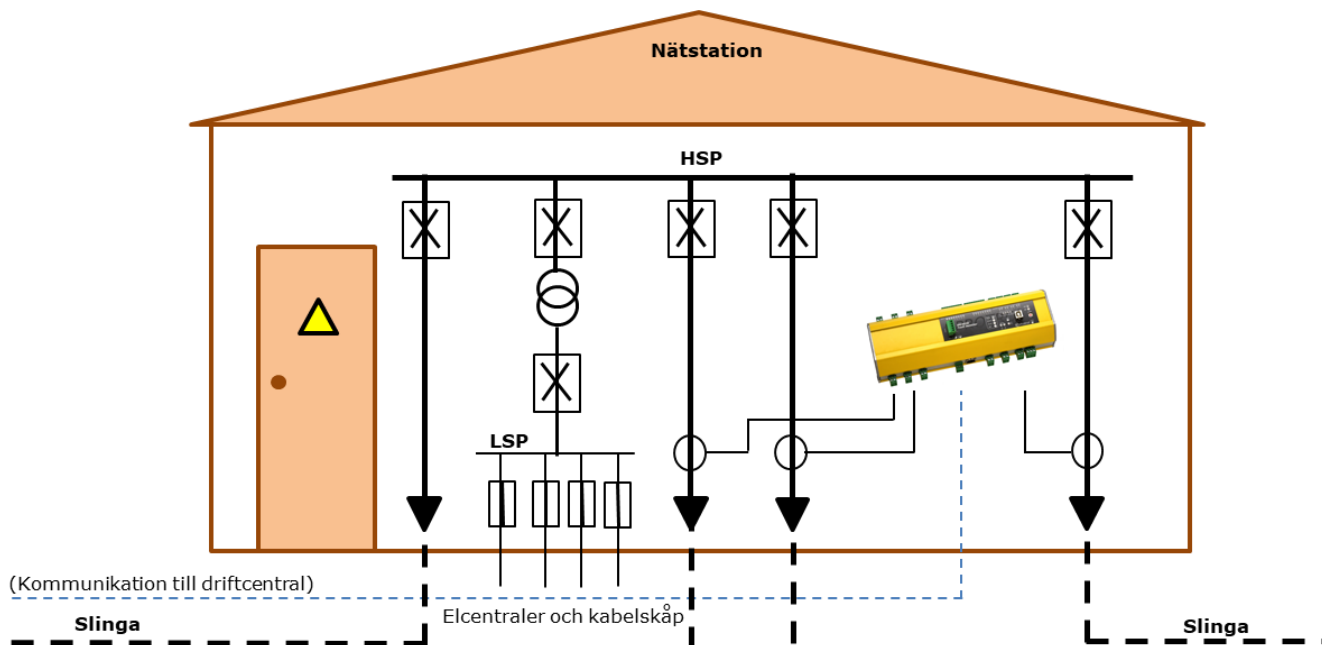 Nätstation
HSP
LSP
(Kommunikation till driftcentral)
Elcentraler och kabelskåp
Slinga
Slinga